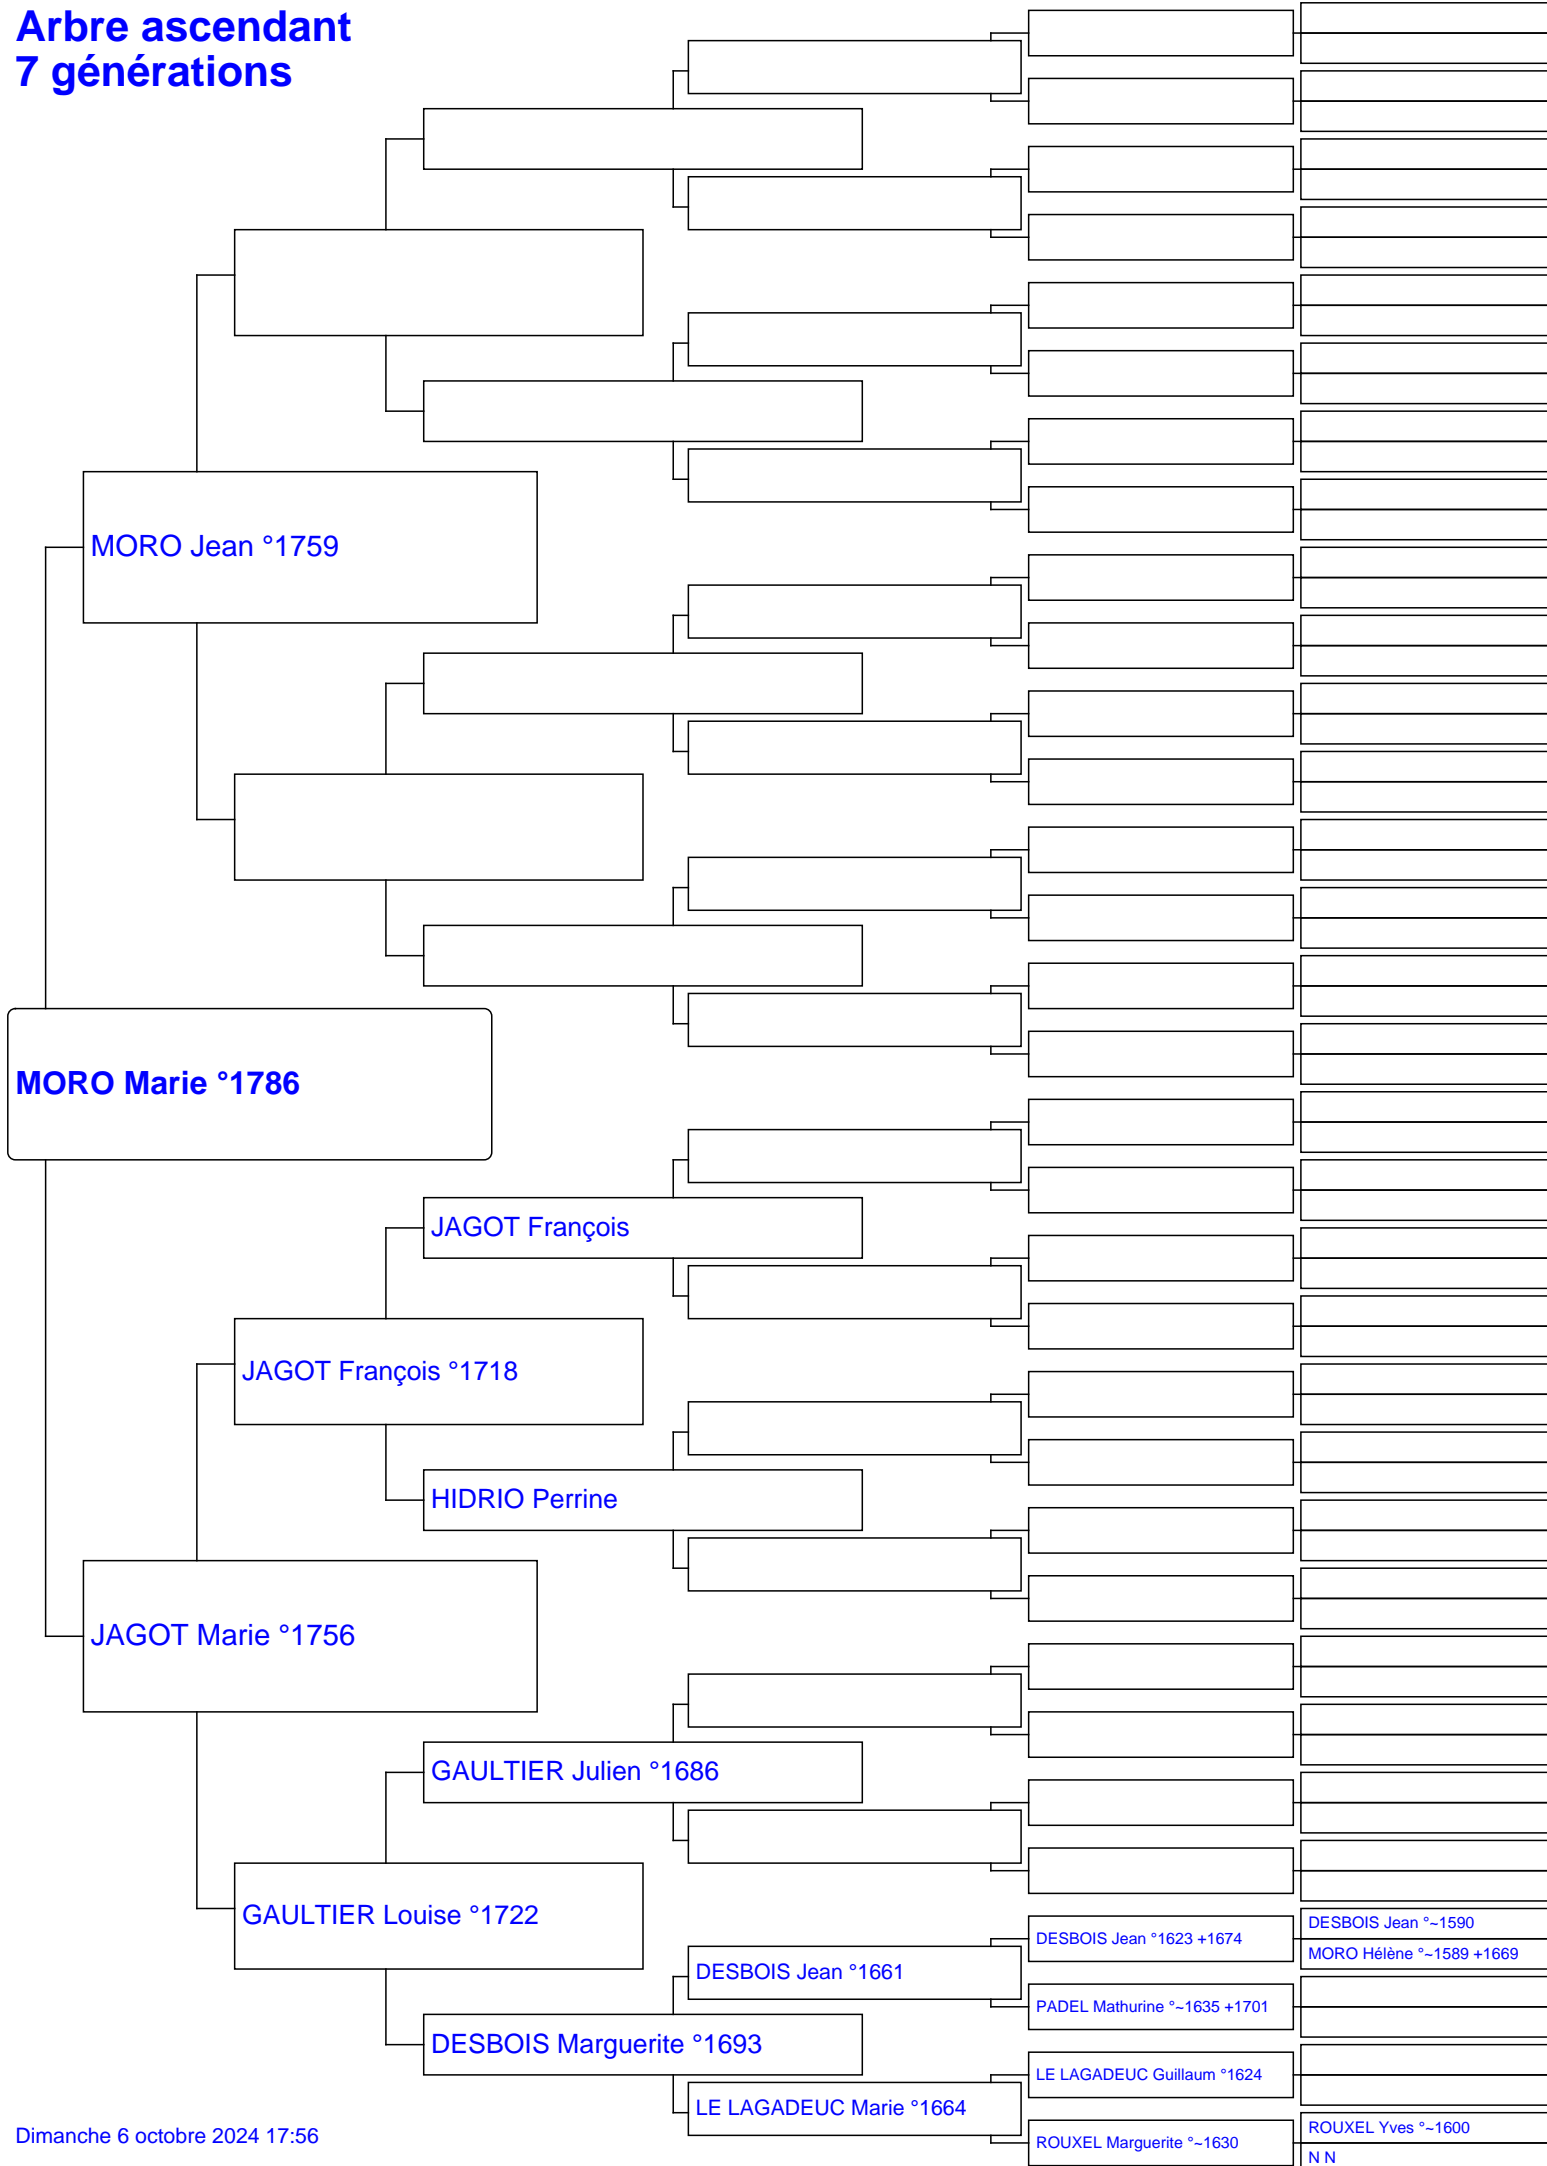 Arbre ascendant
7 générations
MORO Jean °1759
MORO Marie °1786
JAGOT François
JAGOT François °1718
HIDRIO Perrine
JAGOT Marie °1756
GAULTIER Julien °1686
GAULTIER Louise °1722
DESBOIS Jean °~1590
DESBOIS Jean °1623 +1674
MORO Hélène °~1589 +1669
DESBOIS Jean °1661
PADEL Mathurine °~1635 +1701
DESBOIS Marguerite °1693
LE LAGADEUC Guillaum °1624
LE LAGADEUC Marie °1664
ROUXEL Yves °~1600
ROUXEL Marguerite °~1630
N N
Dimanche 6 octobre 2024 17:56